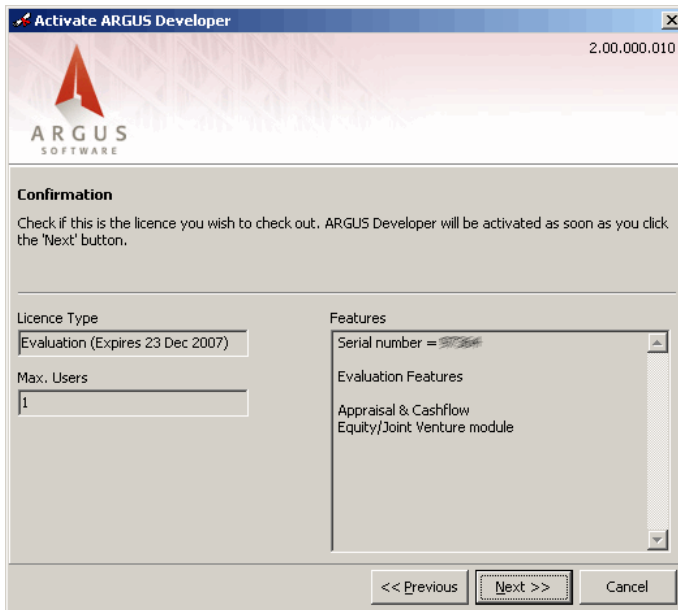 Activate ARGUS Developer
2.00.000.010
ARGUS
SOFTWARE
Confirmation
Check if this is the licence you wish to check out. ARGUS Developer will be activated as soon as you click
the 'Next' button.
Licence Type
Evaluation (Expires 23 Dec 2007)
Max. Users
1
Features
Serial number =
Evaluation Features
Appraisal & Cashflow
Equity/Joint Venture module
<< Previous
Next >>
Cancel